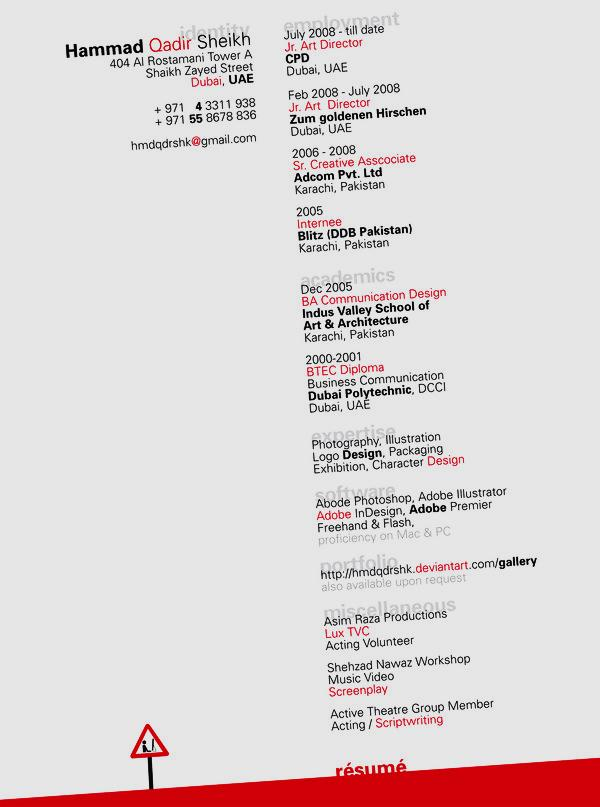 identity
Hammad Qadir Sheikh
404 Al Rostamani Tower A
Shaikh Zayed Street
Dubai, UAE
+ 971 4 3311 938
+ 971 55 8678 836
hmdqdrshk@gmail.com
employment
July 2008 - till date
Jr. Art Director
CPD
Dubai, UAE
Feb 2008 - July 2008
Jr. Art Director
Zum goldenen Hirschen
Dubai, UAE
2006 - 2008
Sr. Creative Asscociate
Adcom Pvt. Ltd
Karachi, Pakistan
2005
Internee
Blitz (DDB Pakistan)
Karachi, Pakistan
academics
Dec 2005
BA Communication Design
Indus Valley School of
Art & Architecture
Karachi, Pakistan
2000-2001
BTEC Diploma
Business Communication
Dubai Polytechnic, DCCI
Dubai, UAE
expertise
Photography, Illustration
Logo Design, Packaging
Exhibition, Character Design
software
Abode Photoshop, Adobe Illustrator
Adobe InDesign, Adobe Premier
Freehand & Flash,
proficiency on Mac & PC
portfolio
http://hmdqdrshk.deviantart.com/gallery
also available upon request
miscellaneous
Asim Raza Productions
Lux TVC
Acting Volunteer
Shehzad Nawaz Workshop
Music Video
Screenplay
Active Theatre Group Member
Acting / Scriptwriting
résumé